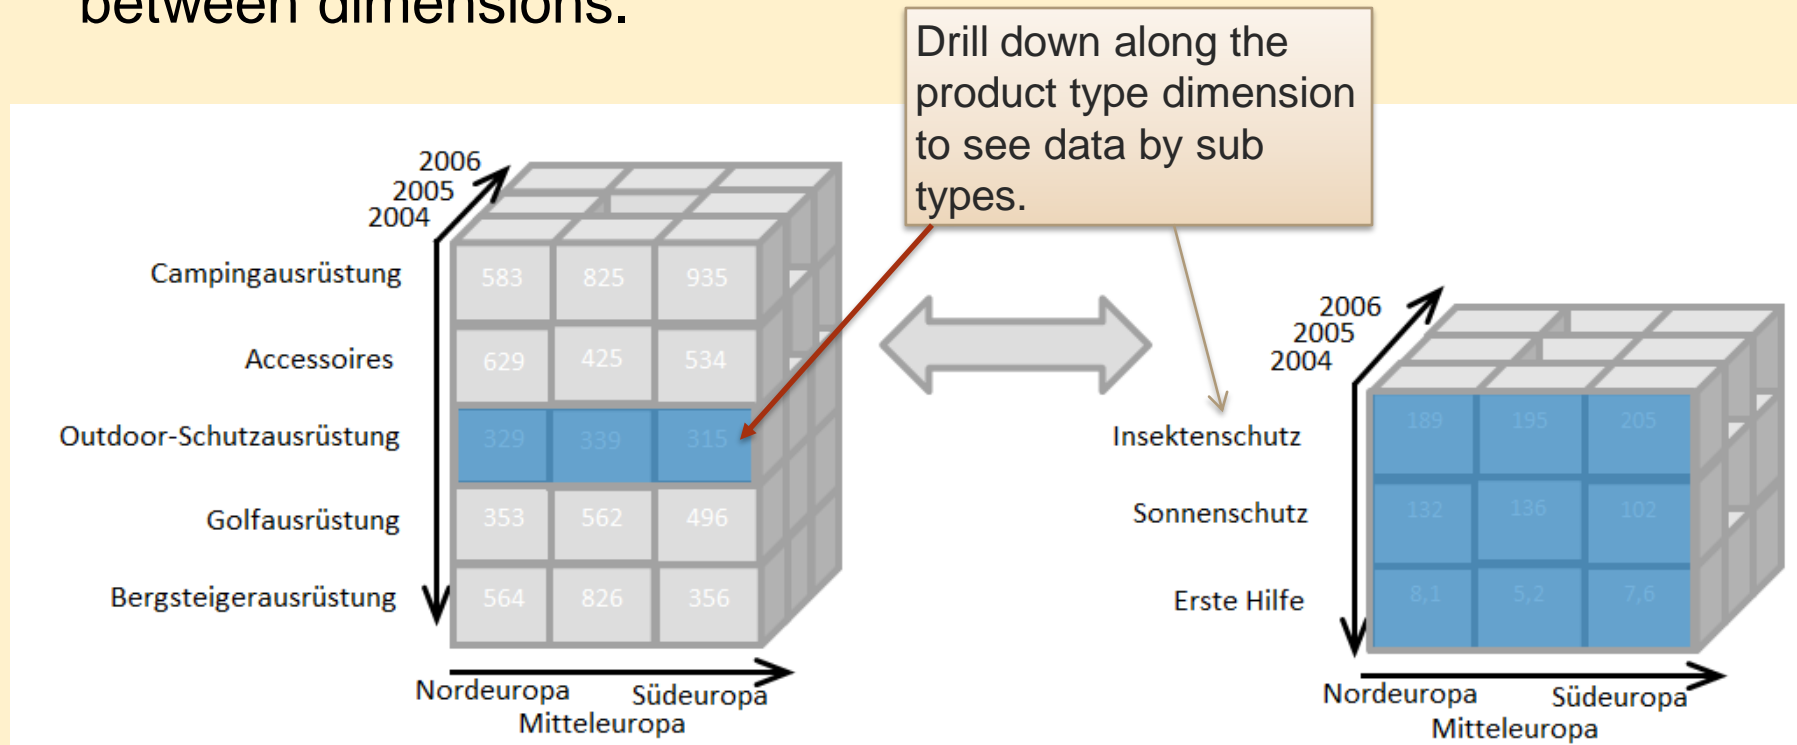 between dimensions.
Drill down along the
product type dimension
to see data by sub
types.
2006
2005
2004
Campingausrüstung
583 825 935
Accessoires
629 425 534
Outdoor-Schutzausrüstung
329 339 315
Golfausrüstung
353 562 496
Bergsteigerausrüstung
564 826 356
Nordeuropa
Südeuropa
Mitteleuropa
2006
2005
2004
189 195 205
Insektenschutz
Sonnenschutz
132 136 102
Erste Hilfe
8,1 5,2 7,6
Nordeuropa
Südeuropa
Mitteleuropa